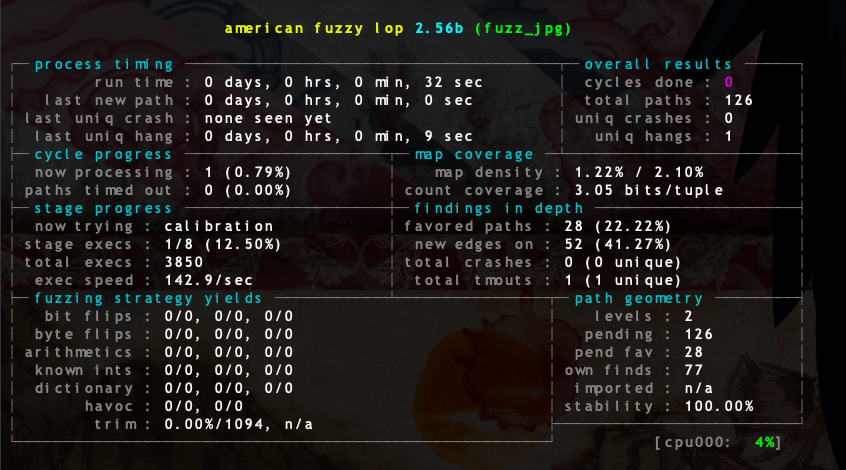 american fuzzy lop 2.56b (fuzz_jpg)
process timing overall results
run time : 0 days, 0 hrs, 0 min, 32 sec cycles done : 0
last new path : 0 days, 0 hrs, 0 min, 0 sec total paths : 126
last uniq crash : none seen yet uniq crashes : 0
last uniq hang : 0 days, 0 hrs, 0 min, 9 sec uniq hangs : 1
cycle progress map coverage
now processing : 1 (0.79%) map density : 1.22% / 2.10%
paths timed out : 0 (0.00%) count coverage : 3.05 bits/tuple
stage progress findings in depth
now trying : calibration favored paths : 28 (22.22%)
stage execs : 1/8 (12.50%) new edges on : 52 (41.27%)
total execs : 3850 total crashes : 0 (0 unique)
exec speed : 142.9/sec total tmouts : 1 (1 unique)
fuzzing strategy yields path geometry
bit flips : 0/0, 0/0, 0/0 levels : 2
byte flips : 0/0, 0/0, 0/0 pending : 126
arithmetics : 0/0, 0/0, 0/0 pend fav : 28
known ints : 0/0, 0/0, 0/0 own finds : 77
dictionary : 0/0, 0/0, 0/0 imported : n/a
havoc : 0/0, 0/0 stability : 100.00%
trim : 0.00%/1094, n/a
[cpu000: 4%]